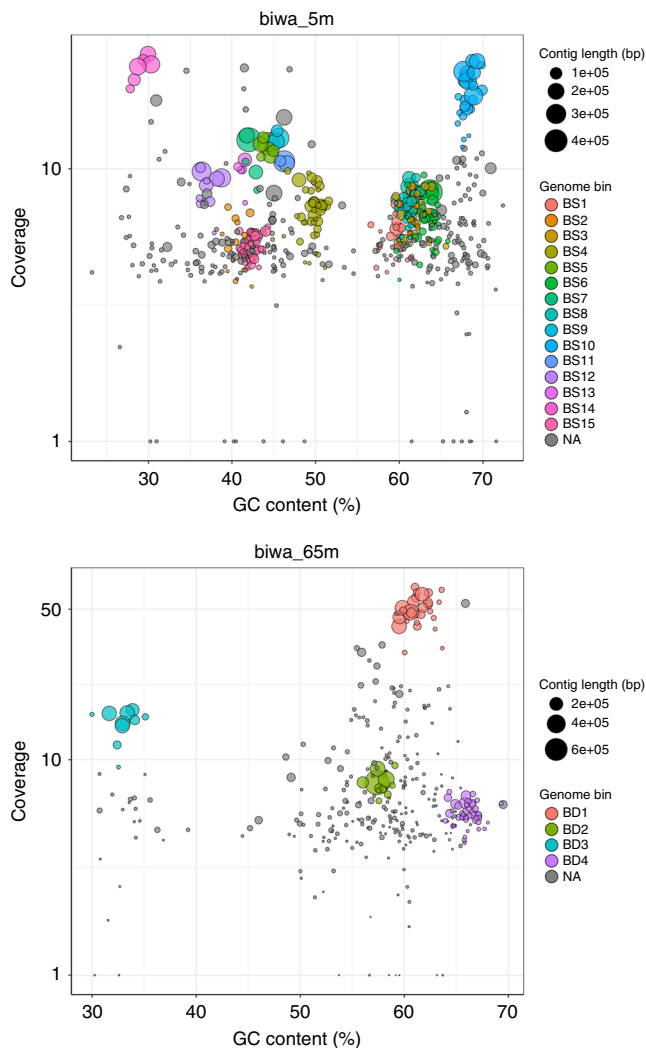 biwa_5m
Coverage
10
1
30
40
50
60
70
GC content (%)
Contig length (bp)
1e+05
2e+05
3e+05
4e+05
Genome bin
BS1
BS2
BS3
BS4
BS5
BS6
BS7
BS8
BS9
BS10
BS11
BS12
BS13
BS14
BS15
NA
biwa_65m
Coverage
50
10
1
30
40
50
60
70
GC content (%)
Contig length (bp)
2e+05
4e+05
6e+05
Genome bin
BD1
BD2
BD3
BD4
NA